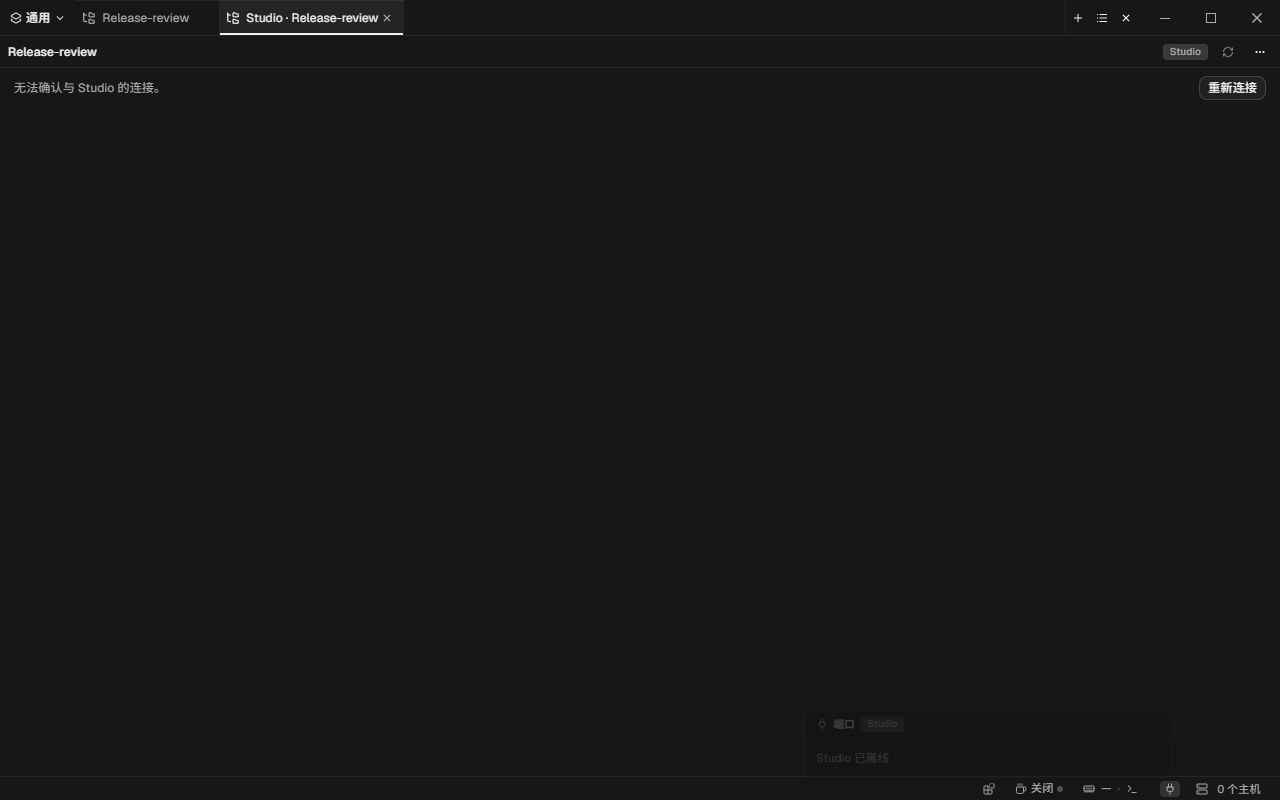 通用
Release-review
Studio · Release-review
Release-review
Studio
无法确认与 Studio 的连接。
重新连接
端口
Studio
Studio 已离线
关闭
0 个主机